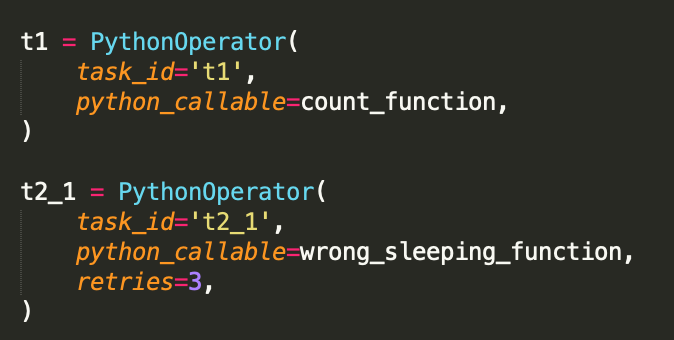 t1 = PythonOperator(
    task_id='t1',
    python_callable=count_function,
)

t2_1 = PythonOperator(
    task_id='t2_1',
    python_callable=wrong_sleeping_function,
    retries=3,
)